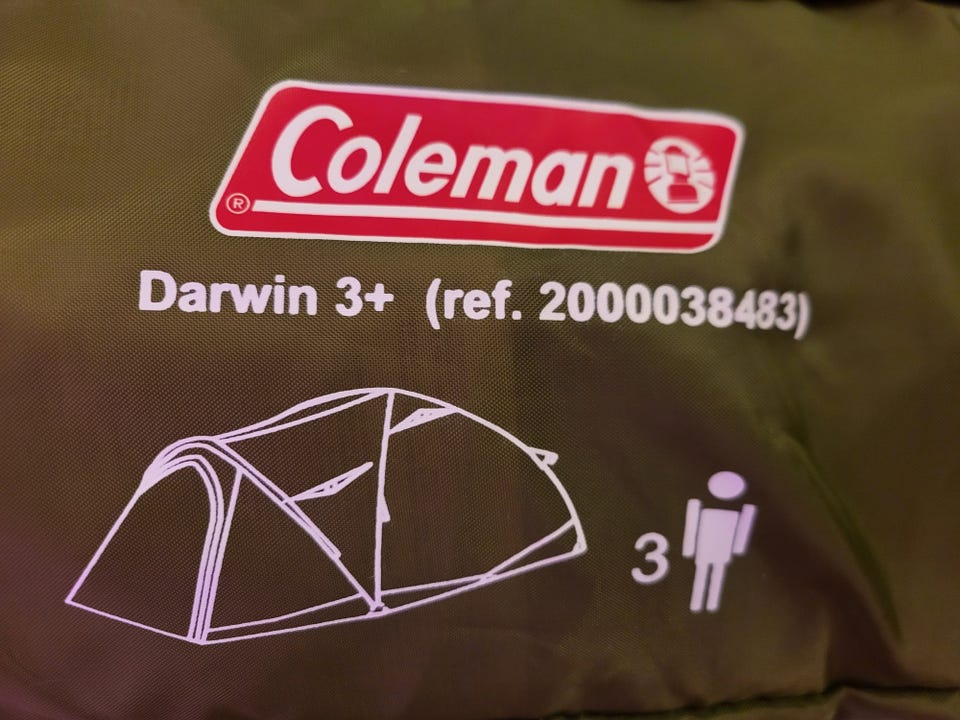 Coleman
®
Darwin 3+ (ref. 2000038483)
3